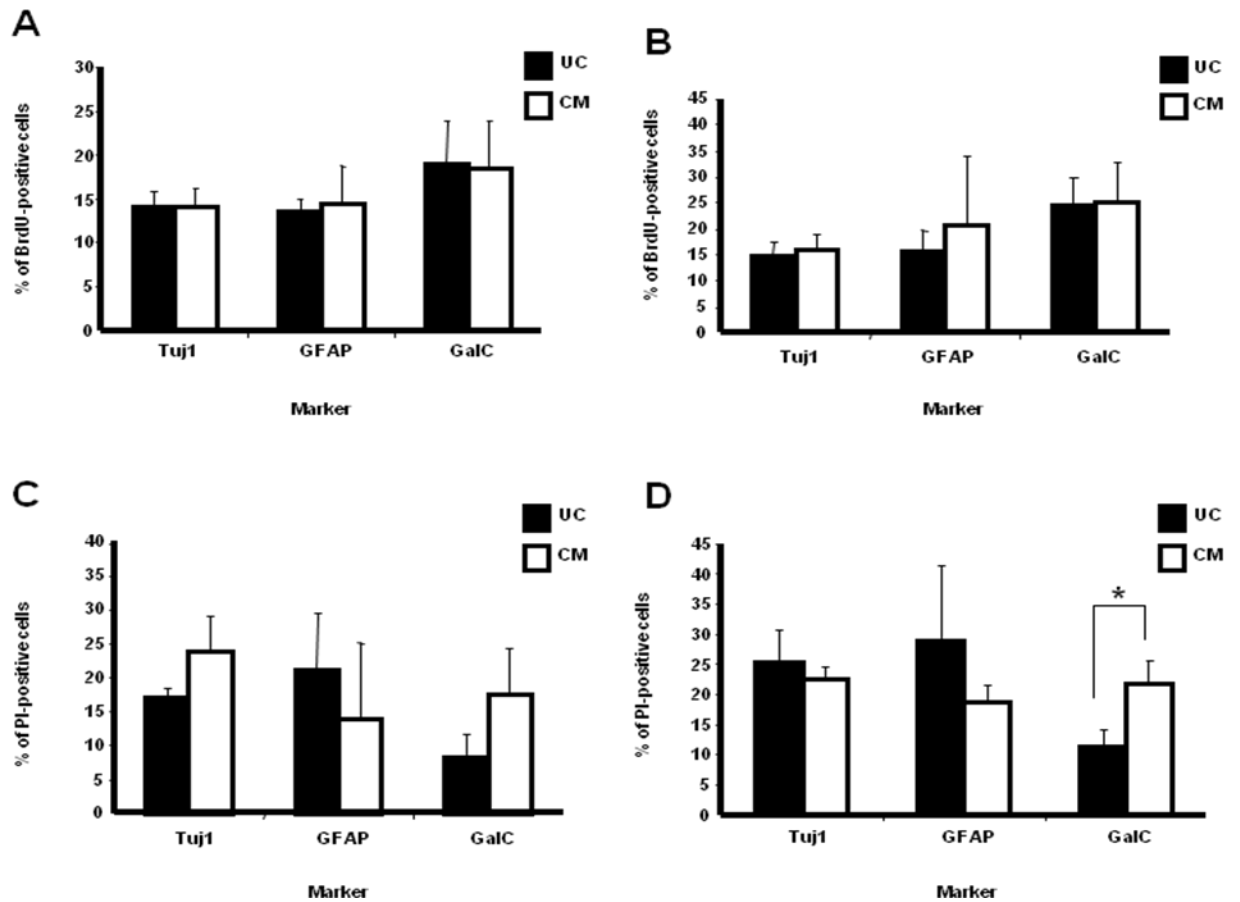 A
UC
CM
% of BrdU-positive cells
30
25
20
15
10
5
0
Tuj1 GFAP GalC
Marker
B
UC
CM
% of BrdU-positive cells
45
40
35
30
25
20
15
10
5
0
Tuj1 GFAP GalC
Marker
C
UC
CM
% of PI-positive cells
40
35
30
25
20
15
10
5
0
Tuj1 GFAP GalC
Marker
D
UC
CM
% of PI-positive cells
45
40
35
30
25
20
15
10
5
0
*
Tuj1 GFAP GalC
Marker